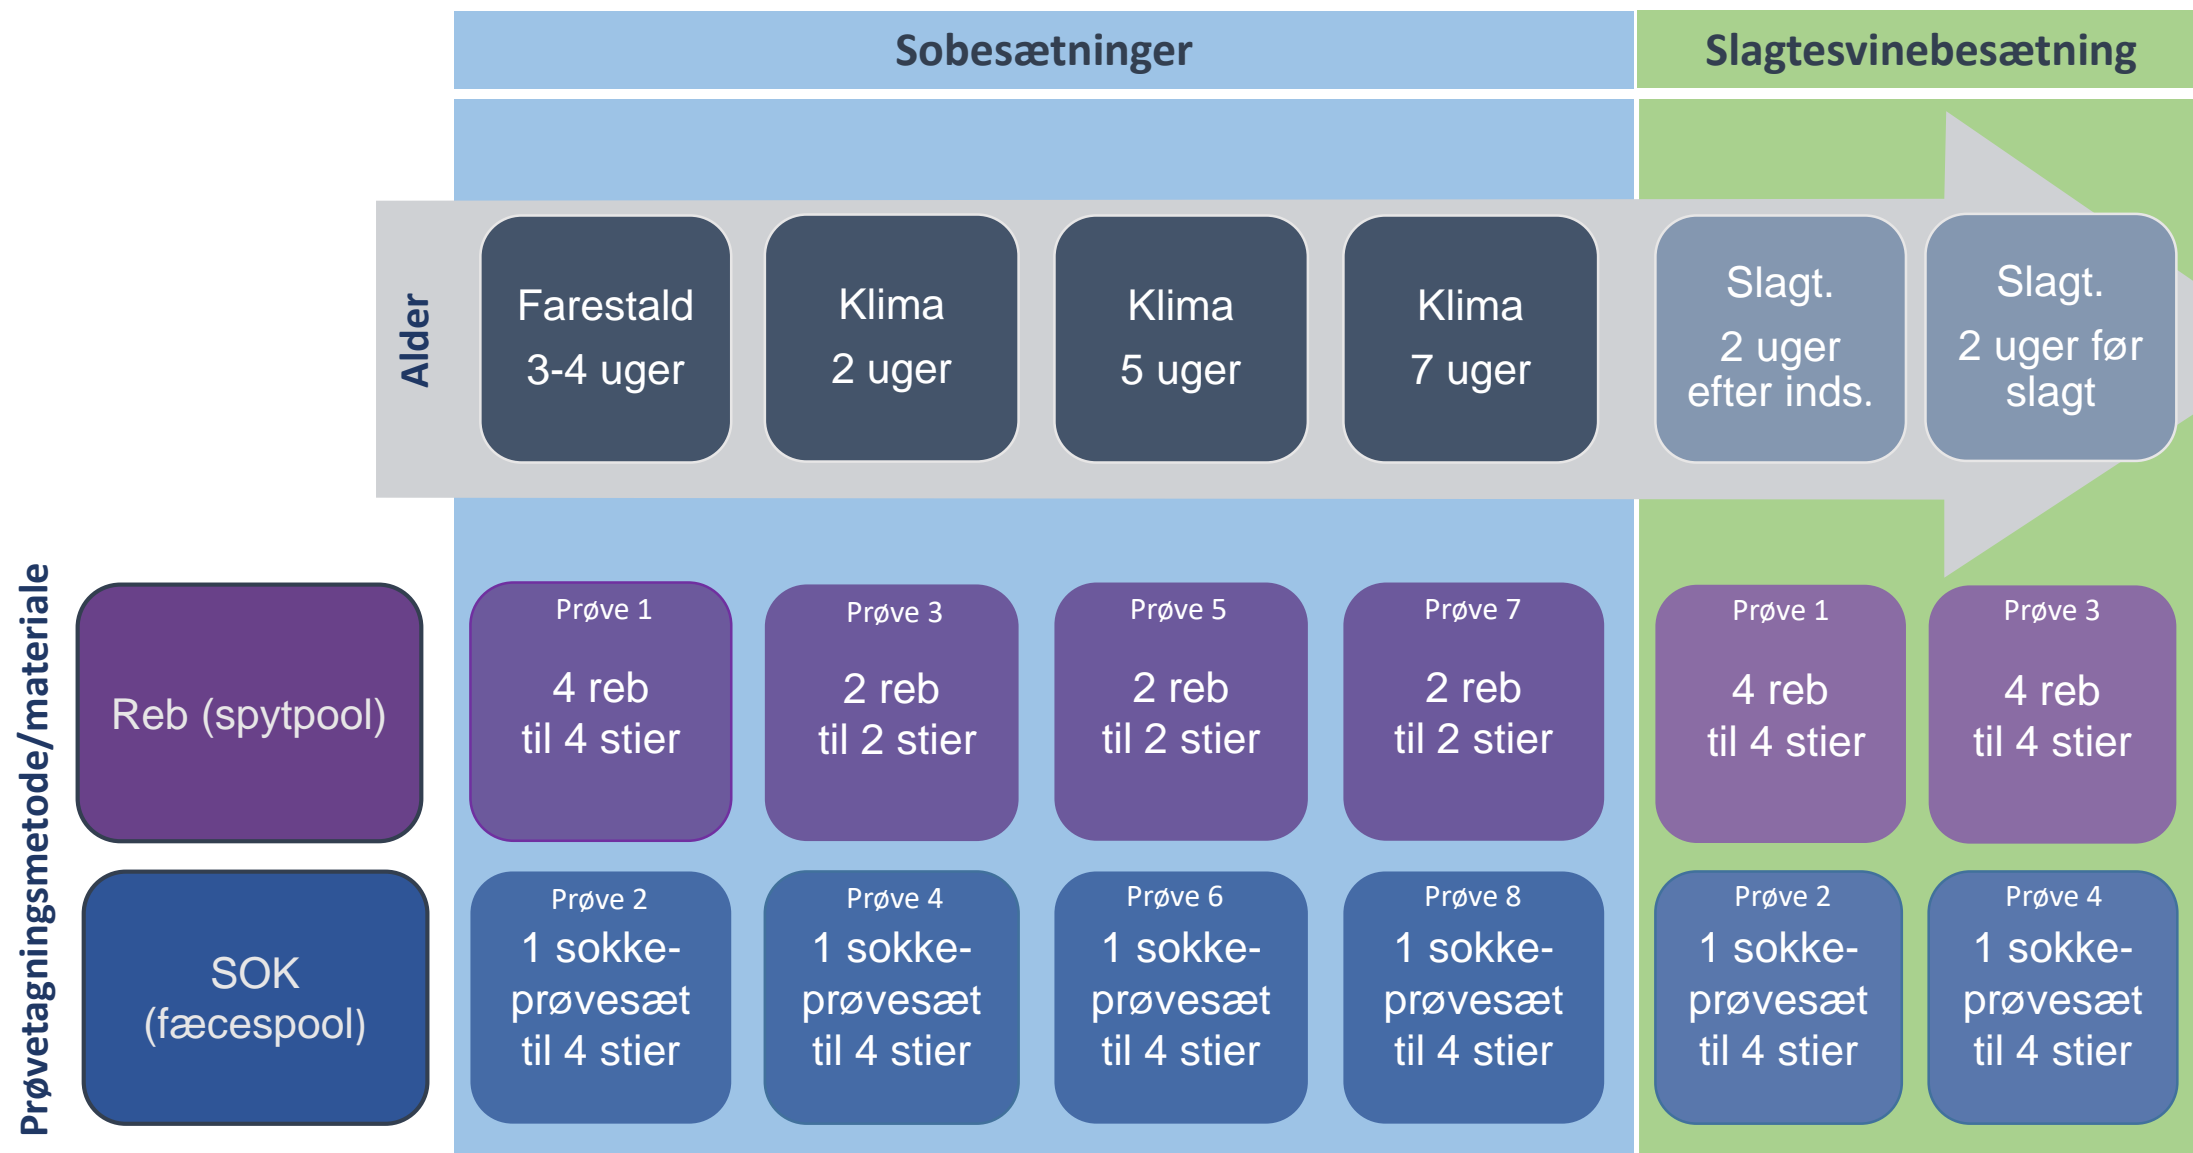 Sobesætninger
Slagtesvinebesætning
Alder
Farestald
3-4 uger
Klima
2 uger
Klima
5 uger
Klima
7 uger
Slagt.
2 uger
efter inds.
Slagt.
2 uger før
slagt
Prøvetagningsmetode/materiale
Reb (spytpool)
Prøve 1
4 reb
til 4 stier
Prøve 3
2 reb
til 2 stier
Prøve 5
2 reb
til 2 stier
Prøve 7
2 reb
til 2 stier
Prøve 1
4 reb
til 4 stier
Prøve 3
4 reb
til 4 stier
SOK
(fæcespool)
Prøve 2
1 sokke-
prøvesæt
til 4 stier
Prøve 4
1 sokke-
prøvesæt
til 4 stier
Prøve 6
1 sokke-
prøvesæt
til 4 stier
Prøve 8
1 sokke-
prøvesæt
til 4 stier
Prøve 2
1 sokke-
prøvesæt
til 4 stier
Prøve 4
1 sokke-
prøvesæt
til 4 stier